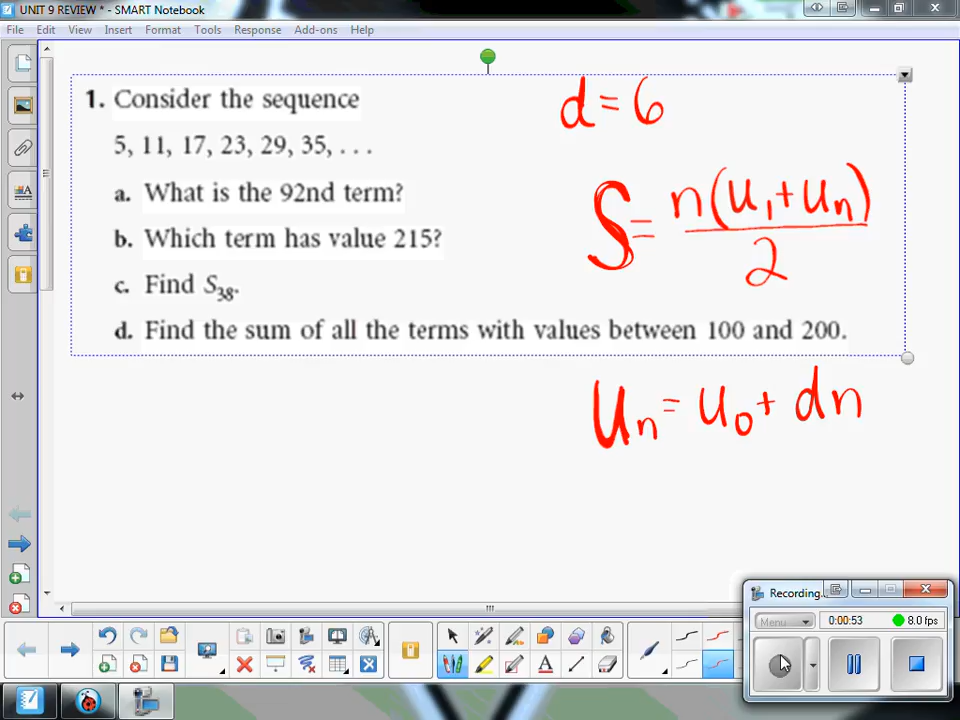 UNIT 9 REVIEW * - SMART Notebook
File Edit View Insert Format Tools Response Add-ons Help
1. Consider the sequence
5, 11, 17, 23, 29, 35, . . .
a. What is the 92nd term?
b. Which term has value 215?
c. Find S₃₈.
d. Find the sum of all the terms with values between 100 and 200.
d = 6
S = n(u₁ + uₙ) / 2
uₙ = u₀ + dn
Recording...
Menu 0:00:53 8.0 fps